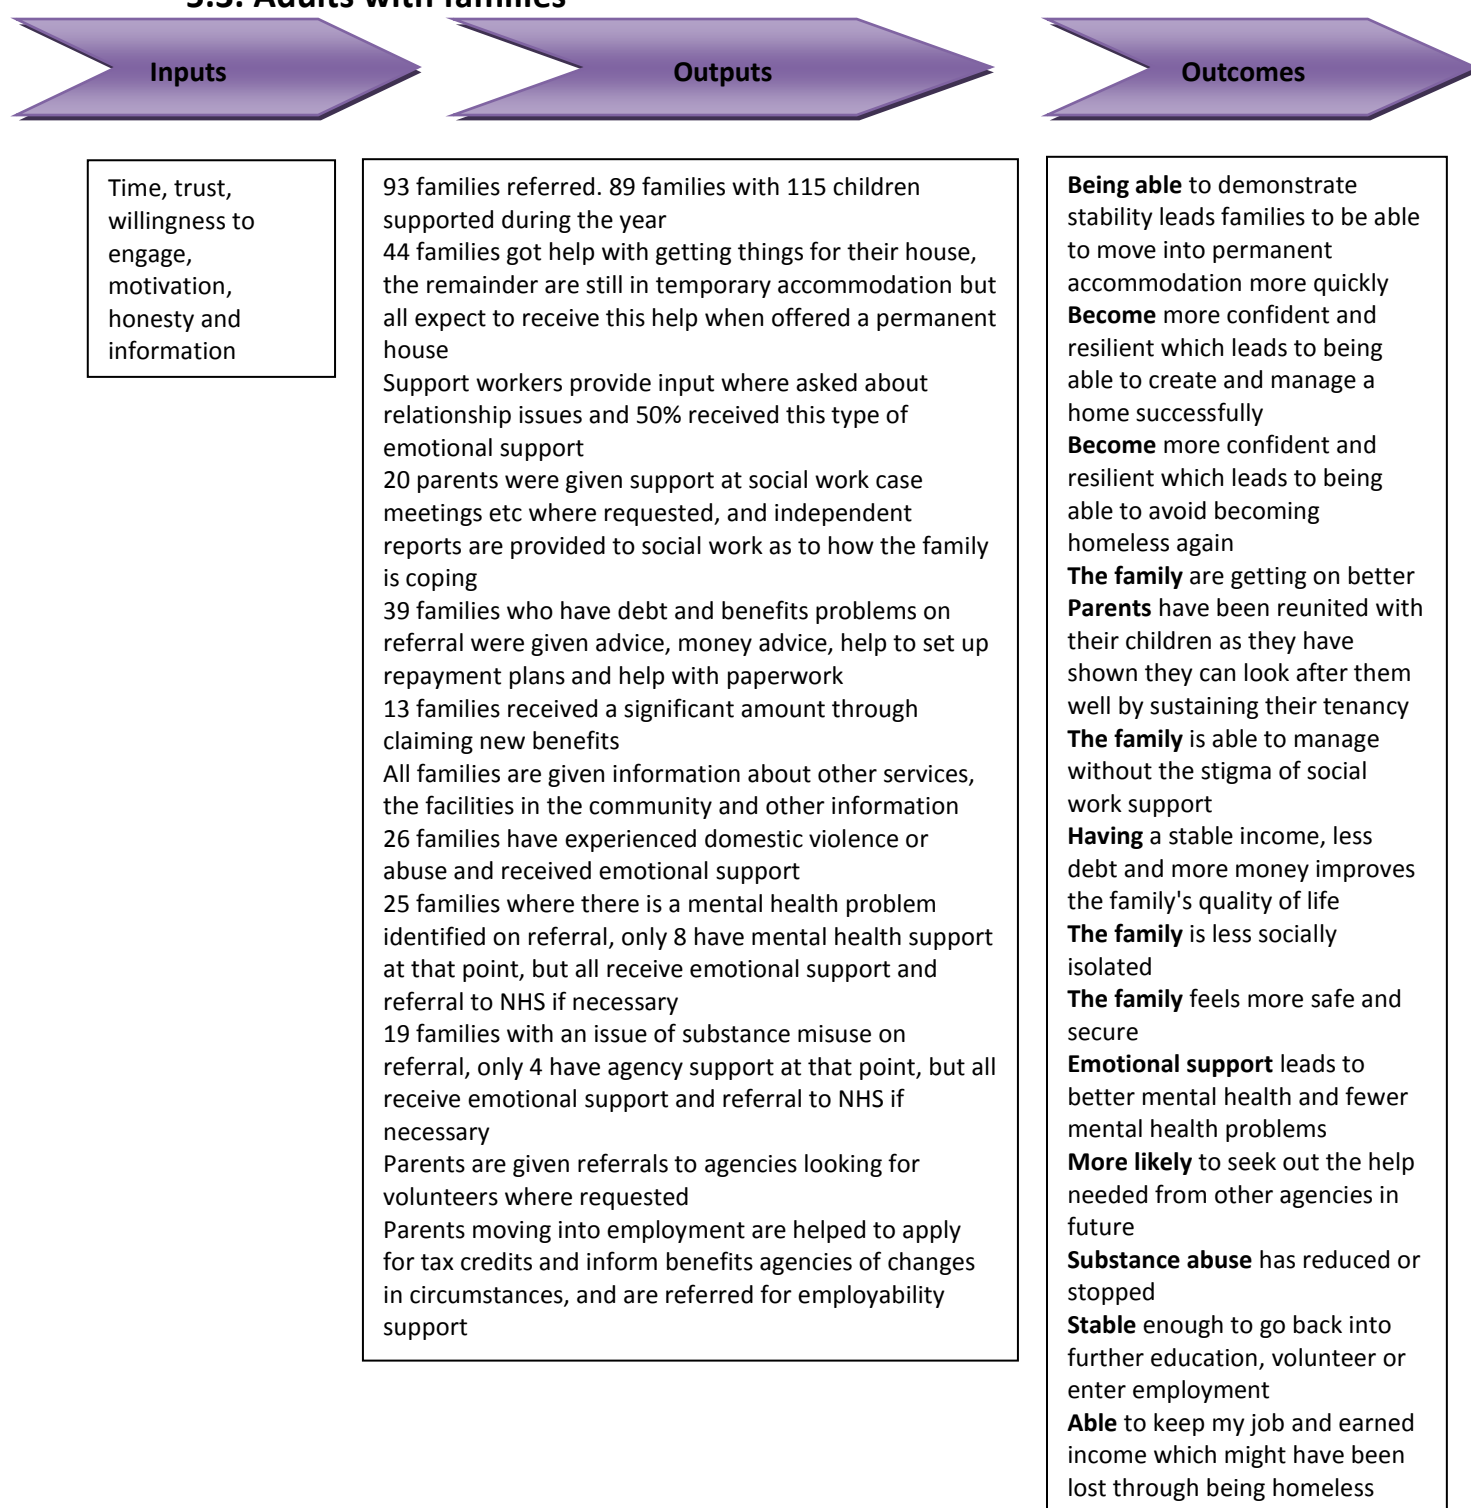 Adults with families
Inputs
Outputs
Outcomes
Time, trust,
willingness to
engage,
motivation,
honesty and
information
93 families referred. 89 families with 115 children
supported during the year
44 families got help with getting things for their house,
the remainder are still in temporary accommodation but
all expect to receive this help when offered a permanent
house
Support workers provide input where asked about
relationship issues and 50% received this type of
emotional support
20 parents were given support at social work case
meetings etc where requested, and independent
reports are provided to social work as to how the family
is coping
39 families who have debt and benefits problems on
referral were given advice, money advice, help to set up
repayment plans and help with paperwork
13 families received a significant amount through
claiming new benefits
All families are given information about other services,
the facilities in the community and other information
26 families have experienced domestic violence or
abuse and received emotional support
25 families where there is a mental health problem
identified on referral, only 8 have mental health support
at that point, but all receive emotional support and
referral to NHS if necessary
19 families with an issue of substance misuse on
referral, only 4 have agency support at that point, but all
receive emotional support and referral to NHS if
necessary
Parents are given referrals to agencies looking for
volunteers where requested
Parents moving into employment are helped to apply
for tax credits and inform benefits agencies of changes
in circumstances, and are referred for employability
support
Being able to demonstrate
stability leads families to be able
to move into permanent
accommodation more quickly
Become more confident and
resilient which leads to being
able to create and manage a
home successfully
Become more confident and
resilient which leads to being
able to avoid becoming
homeless again
The family are getting on better
Parents have been reunited with
their children as they have
shown they can look after them
well by sustaining their tenancy
The family is able to manage
without the stigma of social
work support
Having a stable income, less
debt and more money improves
the family's quality of life
The family is less socially
isolated
The family feels more safe and
secure
Emotional support leads to
better mental health and fewer
mental health problems
More likely to seek out the help
needed from other agencies in
future
Substance abuse has reduced or
stopped
Stable enough to go back into
further education, volunteer or
enter employment
Able to keep my job and earned
income which might have been
lost through being homeless